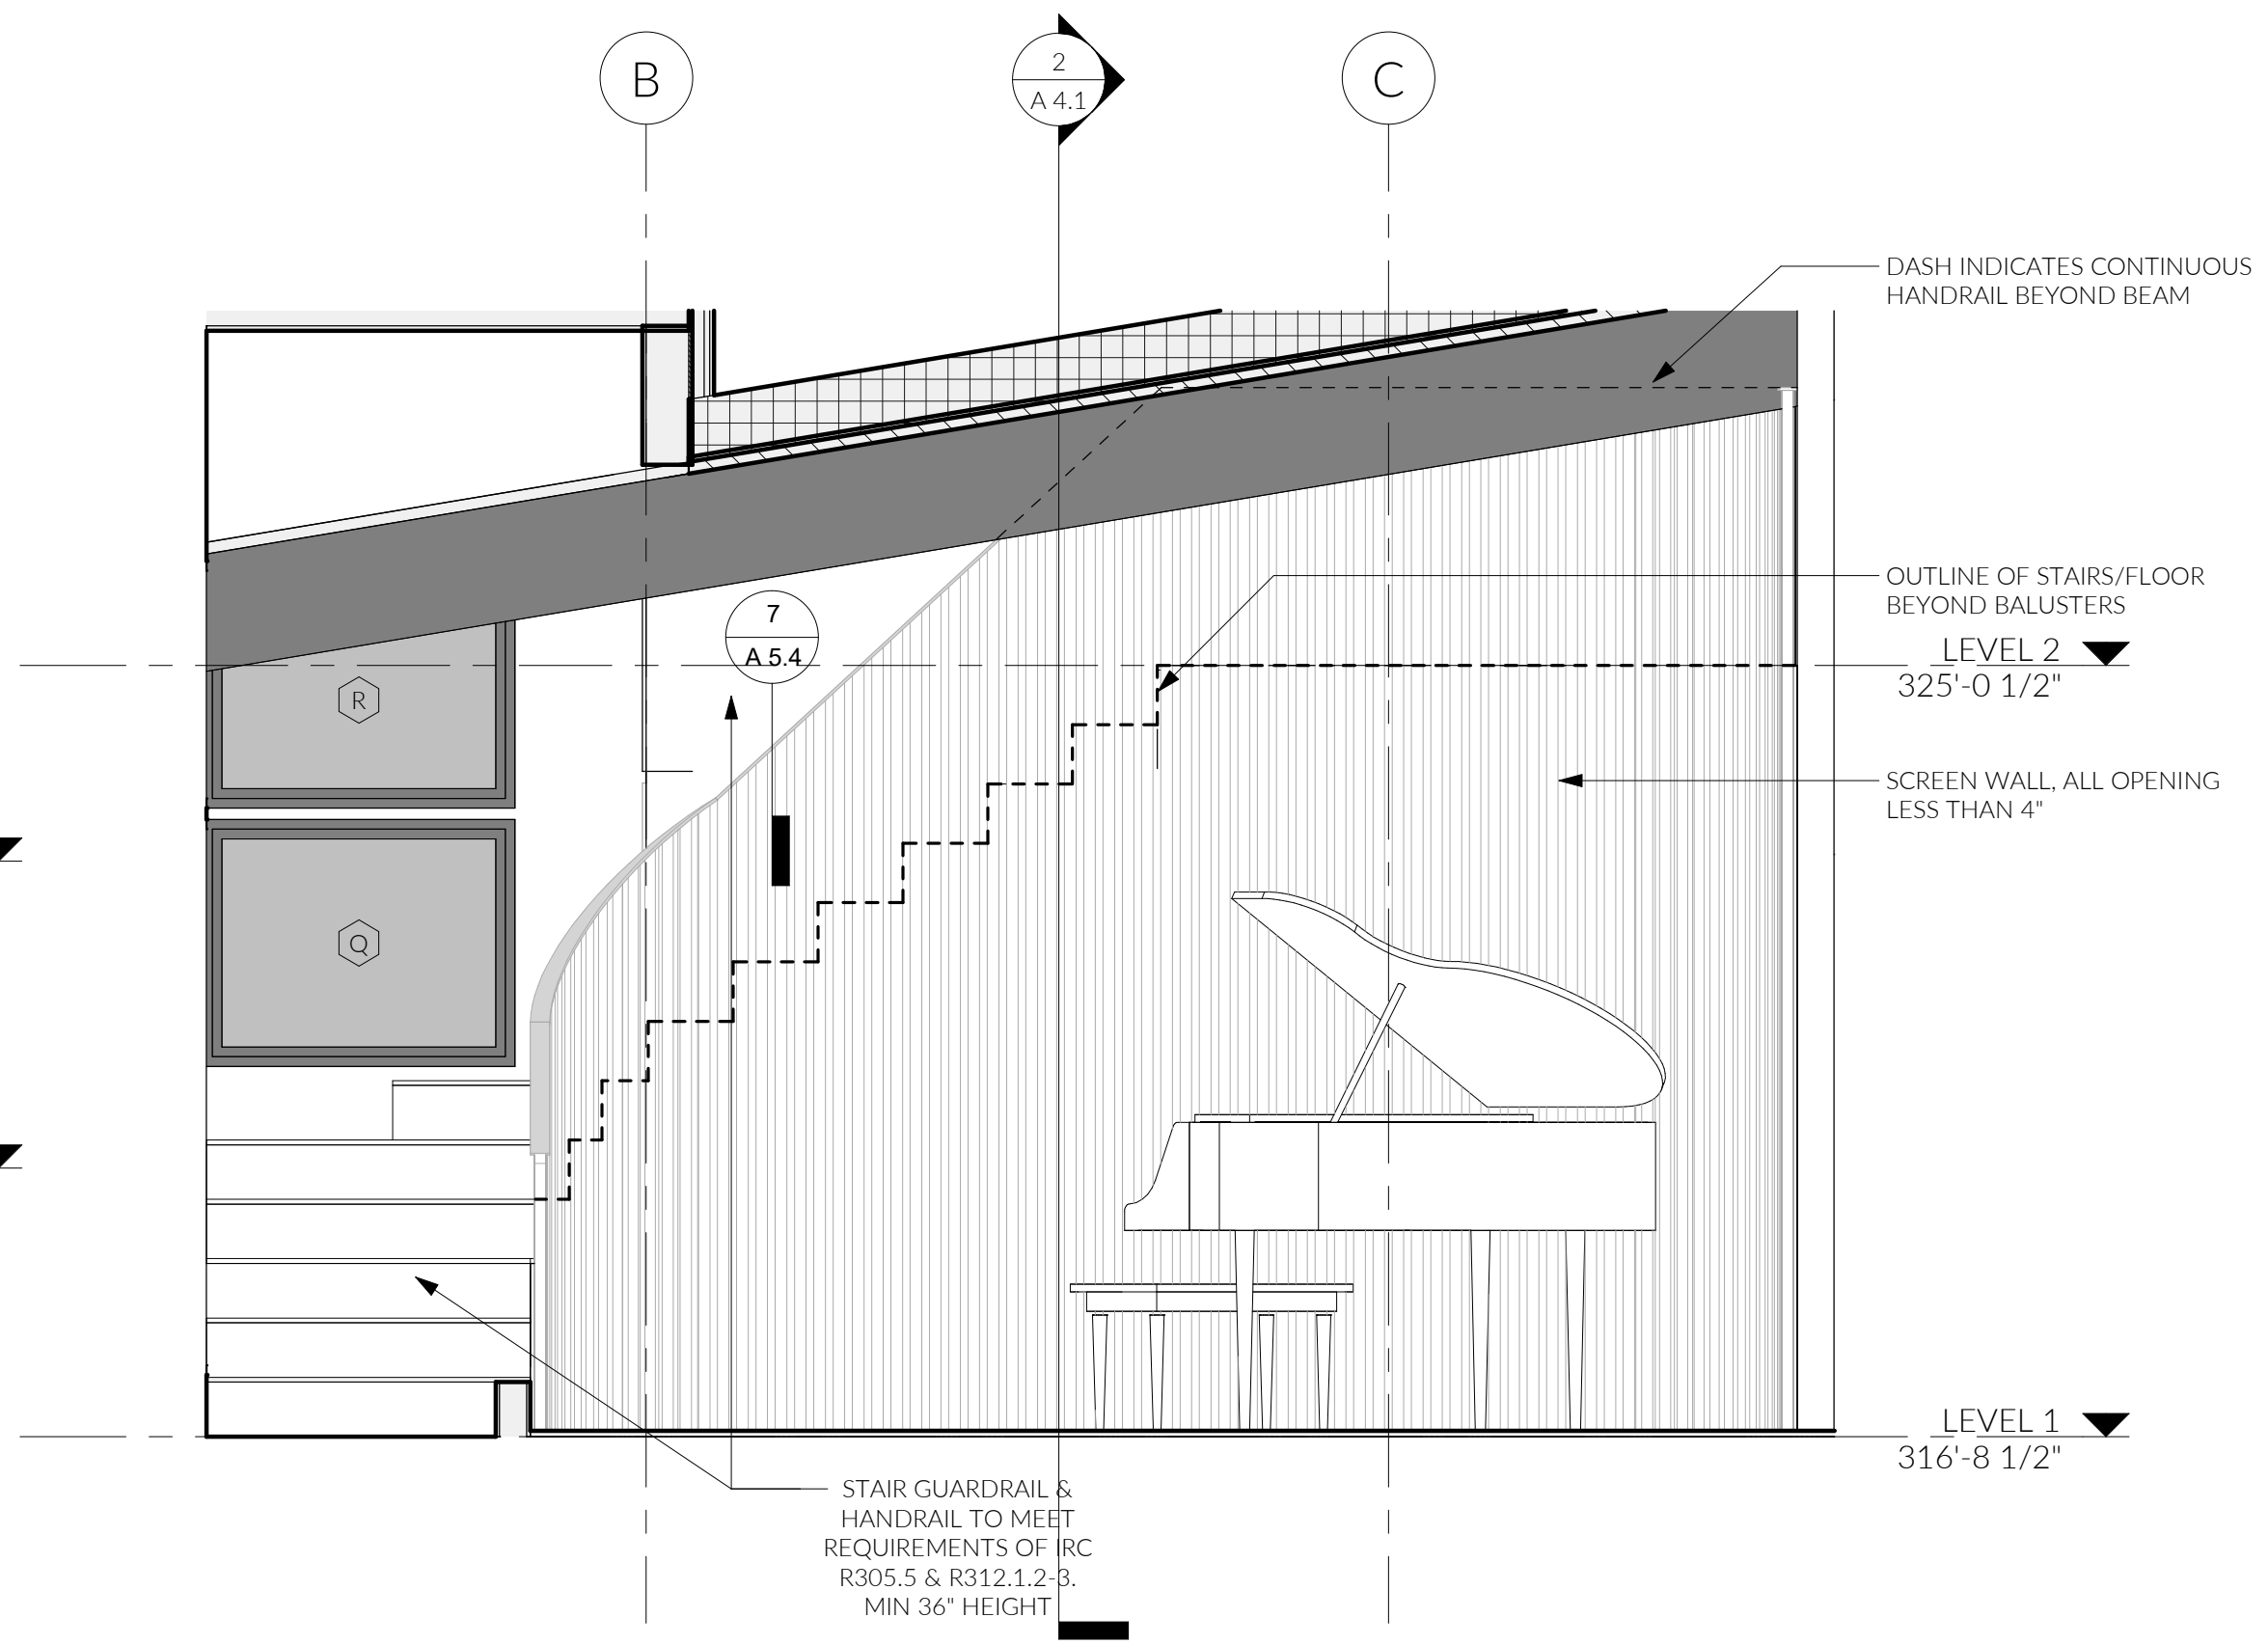 B
2
A 4.1
C
DASH INDICATES CONTINUOUS
HANDRAIL BEYOND BEAM
OUTLINE OF STAIRS/FLOOR
BEYOND BALUSTERS
7
A 5.4
LEVEL 2
325'-0 1/2"
R
SCREEN WALL, ALL OPENING
LESS THAN 4"
Q
LEVEL 1
316'-8 1/2"
STAIR GUARDRAIL &
HANDRAIL TO MEET
REQUIREMENTS OF IRC
R305.5 & R312.1.2-3.
MIN 36" HEIGHT